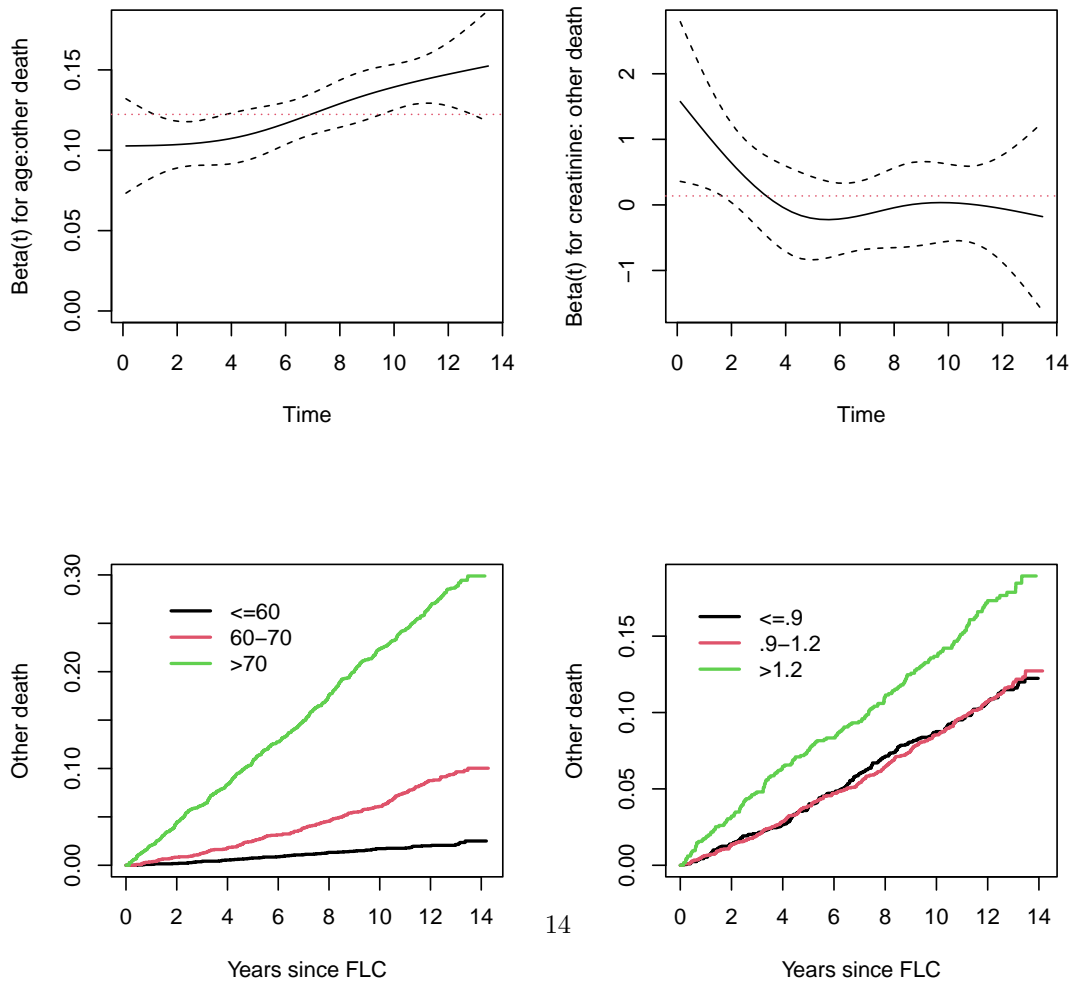 Beta(t) for age:other death
0.15
0.10
0.05
0.00
0 2 4 6 8 10 12 14
Time
Beta(t) for creatinine: other death
2
1
0
−1
0 2 4 6 8 10 12 14
Time
Other death
0.30
0.20
0.10
0.00
<=60
60−70
>70
0 2 4 6 8 10 12 14
Years since FLC
Other death
0.15
0.10
0.05
0.00
<=.9
.9−1.2
>1.2
0 2 4 6 8 10 12 14
Years since FLC
14